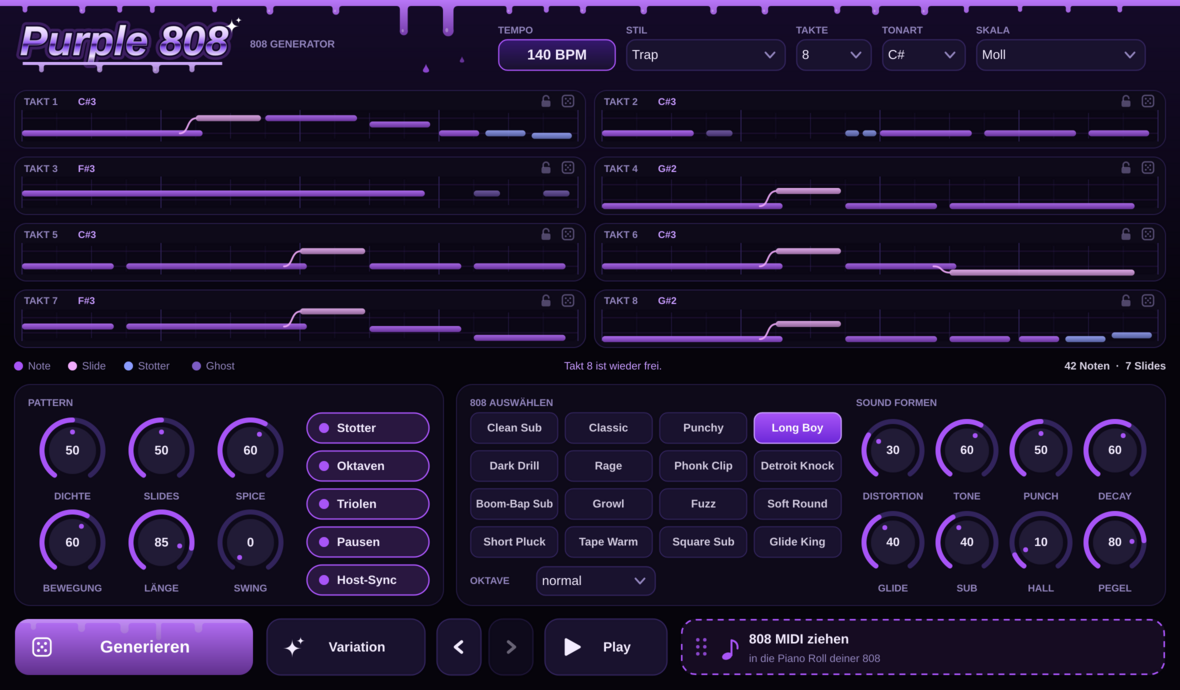 Purple 808
808 GENERATOR
TEMPO
STIL
TAKTE
TONART
SKALA
140 BPM
Trap
8
C#
Moll
TAKT 1 C#3
TAKT 2 C#3
TAKT 3 F#3
TAKT 4 G#2
TAKT 5 C#3
TAKT 6 C#3
TAKT 7 F#3
TAKT 8 G#2
Note
Slide
Stotter
Ghost
Takt 8 ist wieder frei.
42 Noten · 7 Slides
PATTERN
50
DICHTE
50
SLIDES
60
SPICE
60
BEWEGUNG
85
LÄNGE
0
SWING
Stotter
Oktaven
Triolen
Pausen
Host-Sync
808 AUSWÄHLEN
Clean Sub
Classic
Punchy
Long Boy
Dark Drill
Rage
Phonk Clip
Detroit Knock
Boom-Bap Sub
Growl
Fuzz
Soft Round
Short Pluck
Tape Warm
Square Sub
Glide King
OKTAVE
normal
SOUND FORMEN
30
DISTORTION
60
TONE
50
PUNCH
60
DECAY
40
GLIDE
40
SUB
10
HALL
80
PEGEL
Generieren
Variation
Play
808 MIDI ziehen
in die Piano Roll deiner 808